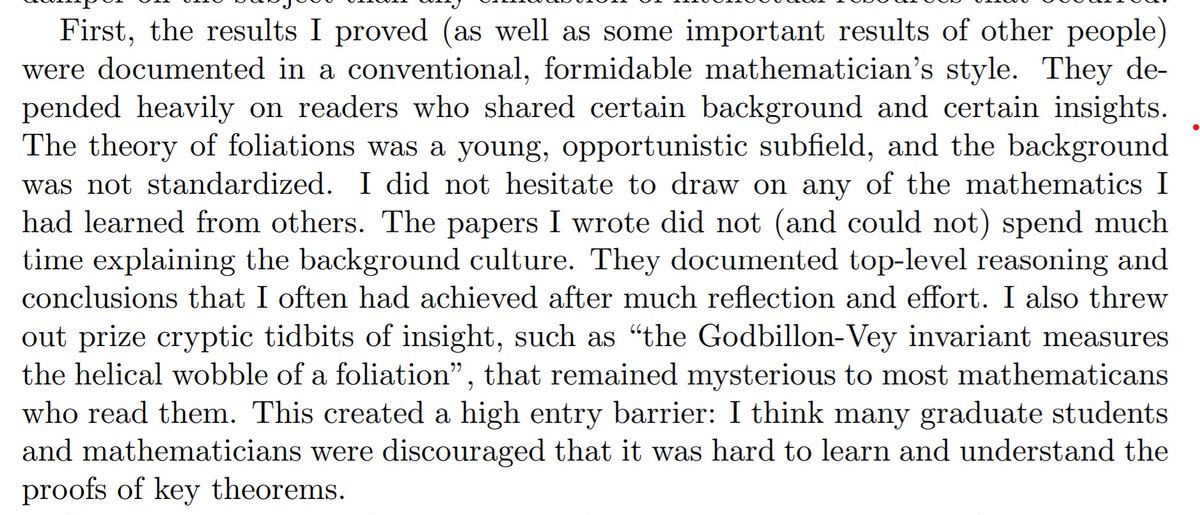 First, the results I proved (as well as some important results of other people)
were documented in a conventional, formidable mathematician's style. They de-
pended heavily on readers who shared certain background and certain insights.
The theory of foliations was a young, opportunistic subfield, and the background
was not standardized. I did not hesitate to draw on any of the mathematics I
had learned from others. The papers I wrote did not (and could not) spend much
time explaining the background culture. They documented top-level reasoning and
conclusions that I often had achieved after much reflection and effort. I also threw
out prize cryptic tidbits of insight, such as “the Godbillon-Vey invariant measures
the helical wobble of a foliation”, that remained mysterious to most mathematicans
who read them. This created a high entry barrier: I think many graduate students
and mathematicians were discouraged that it was hard to learn and understand the
proofs of key theorems.